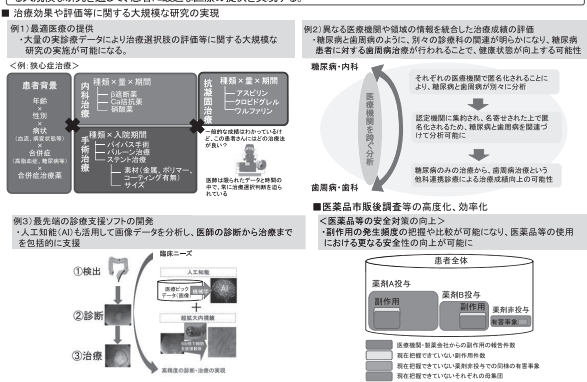 ■ 治療効果や評価等に関する大規模な研究の実現
例1)最適医療の提供
・大量の実診療データにより治療選択肢の評価等に関する大規模な
研究の実施が可能になる。
<例：狭心症治療>
患者背景
年齢
×
性別
×
病状
×
合併症
(高脂血症、糖尿病等)
×
合併症治療薬
内科治療
種類×量×期間
β遮断薬
Ca拮抗薬
硝酸薬
手術治療
種類×入院期間
バイパス手術
バルーン治療
ステント治療
素材(金属、ポリマー、
コーティング有無)
サイズ
抗凝固治療
種類×量×期間
アスピリン
クロピドグレル
ワルファリン
一般的な成績はわかっているけ
ど、この患者さんにはどの治療法
が良い?
医師は限られたデータと時間の
中で、常に治療選択判断を迫ら
れている
例2)異なる医療機関や領域の情報を統合した治療成績の評価
・糖尿病と歯周病のように、別々の診療科の関連が明らかになり、糖尿病
患者に対する歯周病治療が行われることで、健康状態が向上する可能性
糖尿病・内科
医療機関を跨ぐ分析
歯周病・歯科
それぞれの医療機関で匿名化されることに
より、糖尿病と歯周病が別々に分析
認定機関に集約され、名寄せされた上で匿
名化されるため、糖尿病と歯周病を関連づ
けて分析可能に
糖尿病のみの治療から、歯周病治療という
他科連携診療による治療成績向上の可能性
例3)最先端の診療支援ソフトの開発
・人工知能(AI)も活用して画像データを分析し、医師の診断から治療まで
を包括的に支援
臨床ニーズ
①検出
②診断
③治療
人工知能
医療ビッグ
データ(画像)
機械学習
AI
超拡大内視鏡
高精度の診断・治療の実現
■医薬品市販後調査等の高度化、効率化
<医薬品等の安全対策の向上>
・副作用の発生頻度の把握や比較が可能になり、医薬品等の使用
における更なる安全性の向上が可能に
患者全体
薬剤A投与
副作用
薬剤B投与
副作用
薬剤非投与
有害事象
医療機関・製薬会社からの副作用の報告件数
現在把握できていない副作用件数
現在把握できていない薬剤非投与での同様の有害事象
現在把握できていないそれぞれの母集団